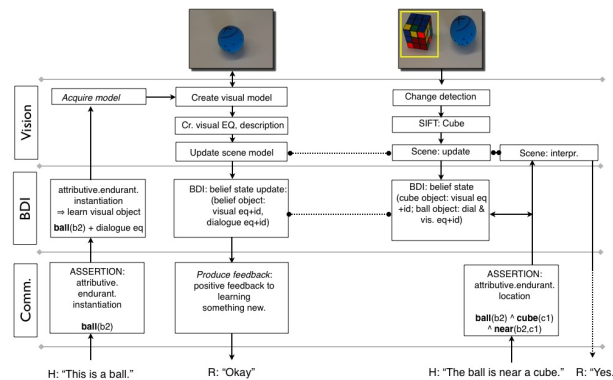 Vision
Acquire model
Create visual model
Cr. visual EQ, description
Update scene model
Change detection
SIFT: Cube
Scene: update
Scene: interpr.
BDI
attributive.endurant.
instantiation
⇒ learn visual object
ball(b2) + dialogue eq
BDI: belief state update:
(belief object:
visual eq+id,
dialogue eq+id)
BDI: belief state
(cube object: visual eq
+id; ball object: dial &
vis. eq+id)
Comm.
ASSERTION:
attributive.
endurant.
instantiation
ball(b2)
Produce feedback:
positive feedback to
learning
something new.
ASSERTION:
attributive.endurant.
location
ball(b2) ^ cube(c1)
^ near(b2,c1)
H: "This is a ball."
R: "Okay"
H: "The ball is near a cube."
R: "Yes.